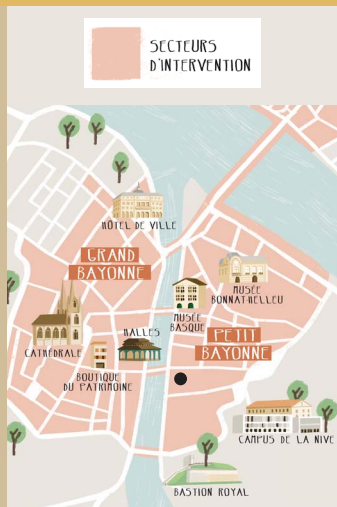 SECTEURS
D'INTERVENTION
HÔTEL DE VILLE
GRAND
BAYONNE
MUSÉE
BONNAT-HELLEU
MUSÉE
BASQUE
HALLES
PETIT
BAYONNE
CATHÉDRALE
BOUTIQUE
DU PATRIMOINE
CAMPUS DE LA NIVE
BASTION ROYAL